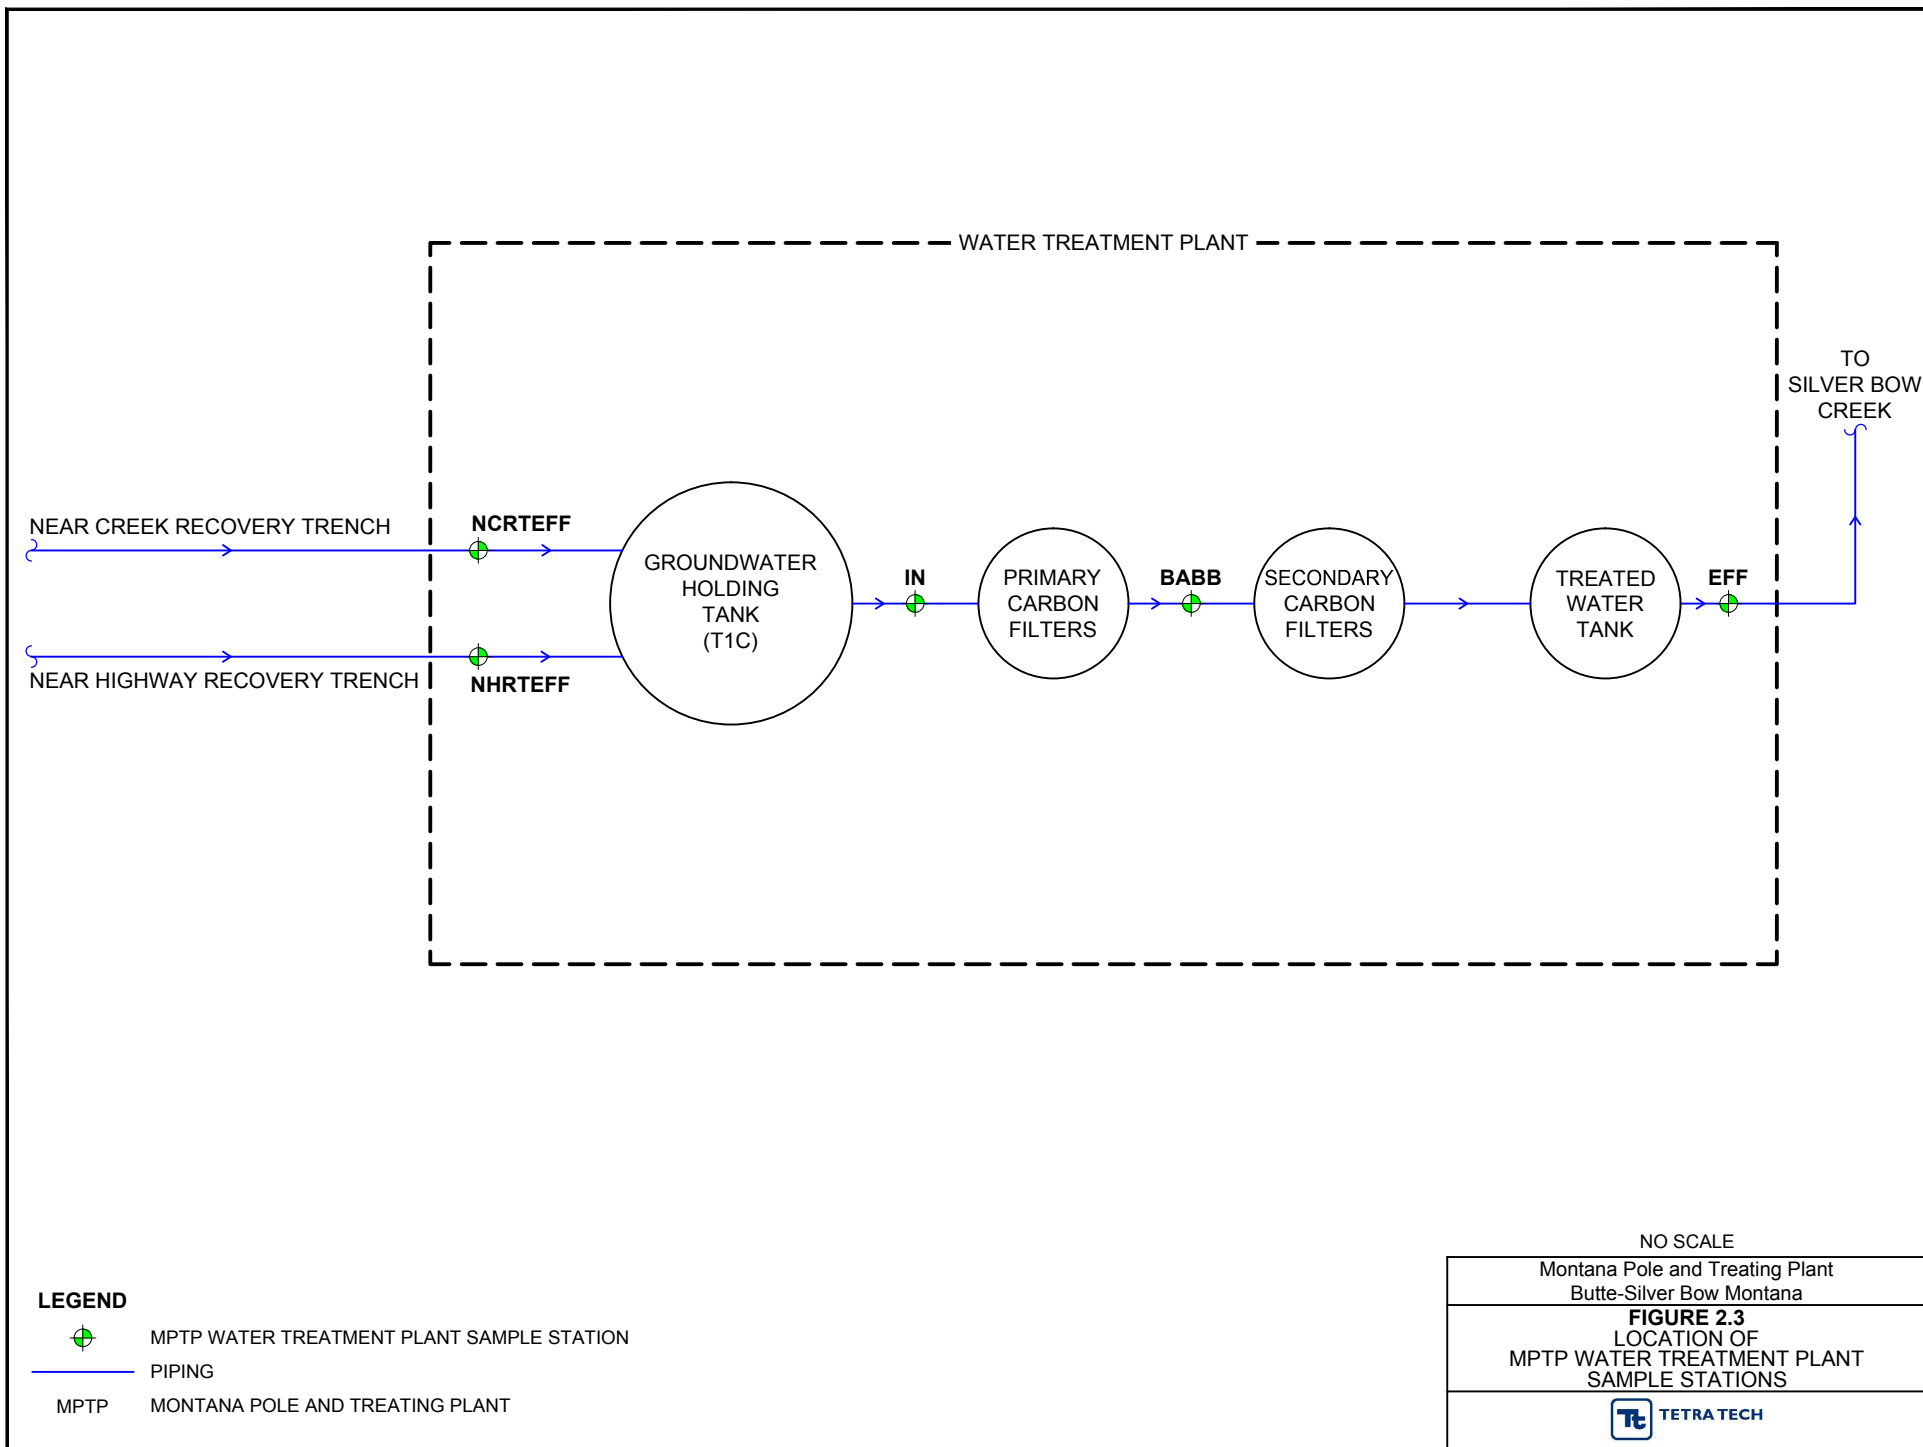 WATER TREATMENT PLANT
TO
SILVER BOW
CREEK
NEAR CREEK RECOVERY TRENCH
NCRTEFF
GROUNDWATER
HOLDING
TANK
(T1C)
IN
PRIMARY
CARBON
FILTERS
BABB
SECONDARY
CARBON
FILTERS
TREATED
WATER
TANK
EFF
NEAR HIGHWAY RECOVERY TRENCH
NHRTEFF
NO SCALE
Montana Pole and Treating Plant
Butte-Silver Bow Montana
FIGURE 2.3
LOCATION OF
MPTP WATER TREATMENT PLANT
SAMPLE STATIONS
Tt TETRA TECH
LEGEND
MPTP WATER TREATMENT PLANT SAMPLE STATION
PIPING
MPTP MONTANA POLE AND TREATING PLANT